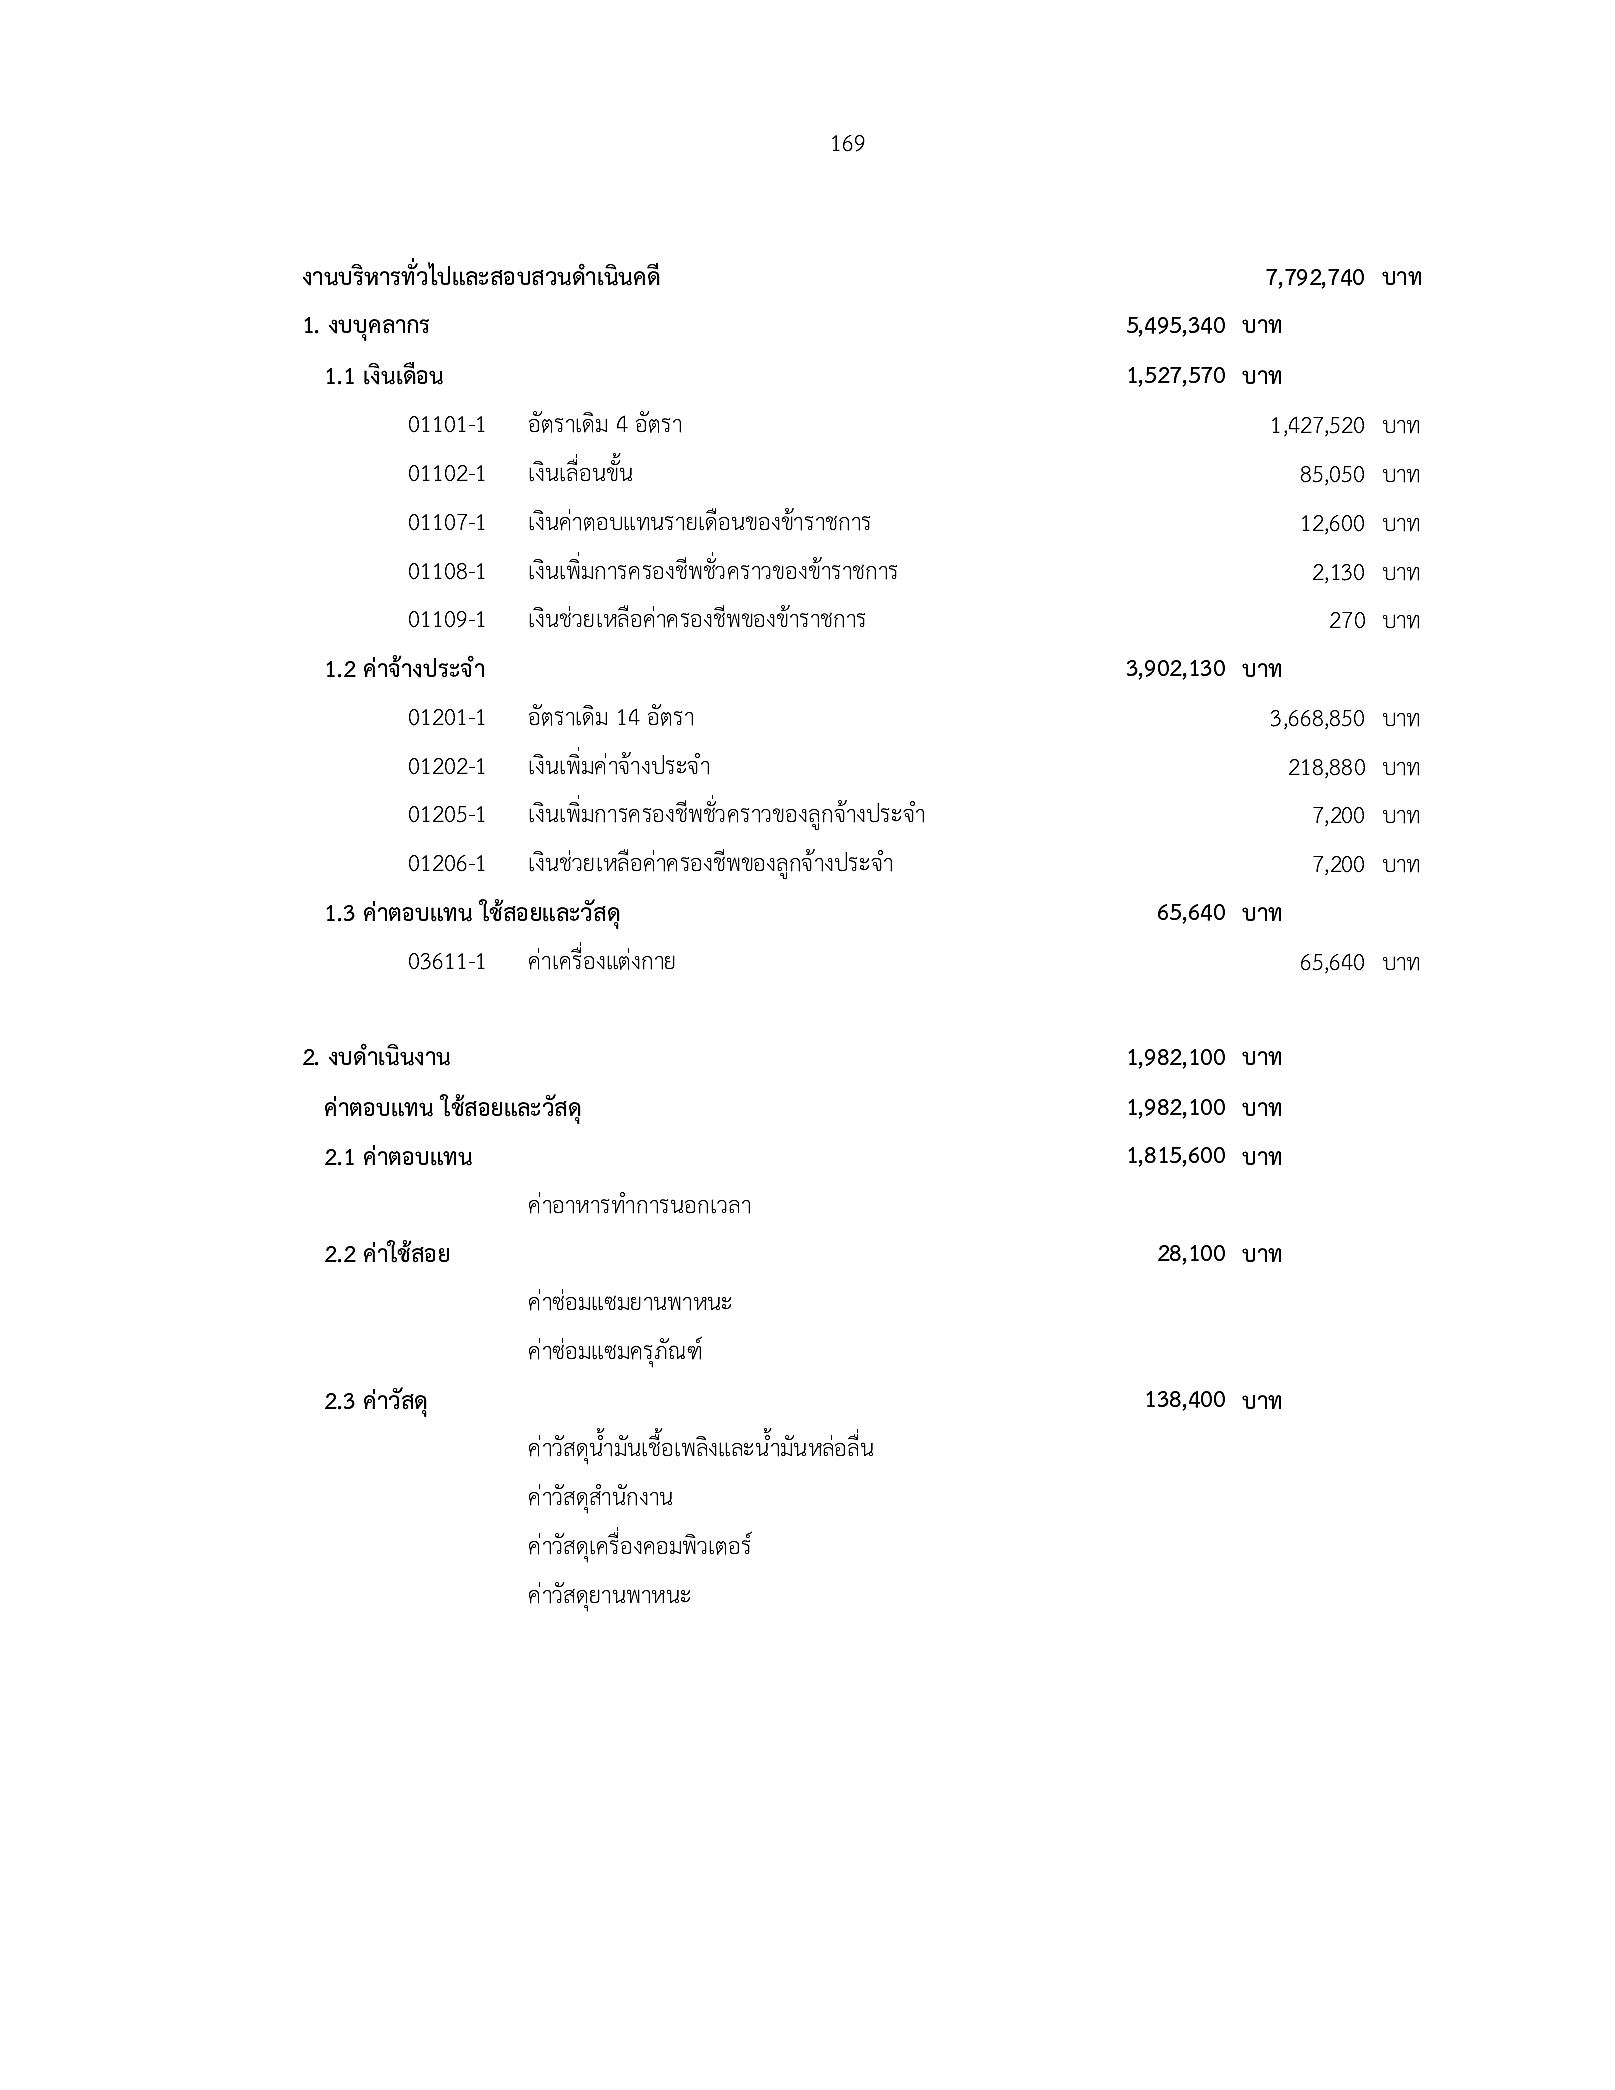 169
งานบริหารทั่วไปและสอบสวนดำเนินคดี 7,792,740 บาท
1. งบบุคลากร 5,495,340 บาท
1.1 เงินเดือน 1,527,570 บาท
01101-1 อัตราเดิม 4 อัตรา 1,427,520 บาท
01102-1 เงินเลื่อนขั้น 85,050 บาท
01107-1 เงินค่าตอบแทนรายเดือนของข้าราชการ 12,600 บาท
01108-1 เงินเพิ่มการครองชีพชั่วคราวของข้าราชการ 2,130 บาท
01109-1 เงินช่วยเหลือค่าครองชีพของข้าราชการ 270 บาท
1.2 ค่าจ้างประจำ 3,902,130 บาท
01201-1 อัตราเดิม 14 อัตรา 3,668,850 บาท
01202-1 เงินเพิ่มค่าจ้างประจำ 218,880 บาท
01205-1 เงินเพิ่มการครองชีพชั่วคราวของลูกจ้างประจำ 7,200 บาท
01206-1 เงินช่วยเหลือค่าครองชีพของลูกจ้างประจำ 7,200 บาท
1.3 ค่าตอบแทน ใช้สอยและวัสดุ 65,640 บาท
03611-1 ค่าเครื่องแต่งกาย 65,640 บาท
2. งบดำเนินงาน 1,982,100 บาท
ค่าตอบแทน ใช้สอยและวัสดุ 1,982,100 บาท
2.1 ค่าตอบแทน 1,815,600 บาท
ค่าอาหารทำการนอกเวลา
2.2 ค่าใช้สอย 28,100 บาท
ค่าซ่อมแซมยานพาหนะ
ค่าซ่อมแซมครุภัณฑ์
2.3 ค่าวัสดุ 138,400 บาท
ค่าวัสดุน้ำมันเชื้อเพลิงและน้ำมันหล่อลื่น
ค่าวัสดุสำนักงาน
ค่าวัสดุเครื่องคอมพิวเตอร์
ค่าวัสดุยานพาหนะ